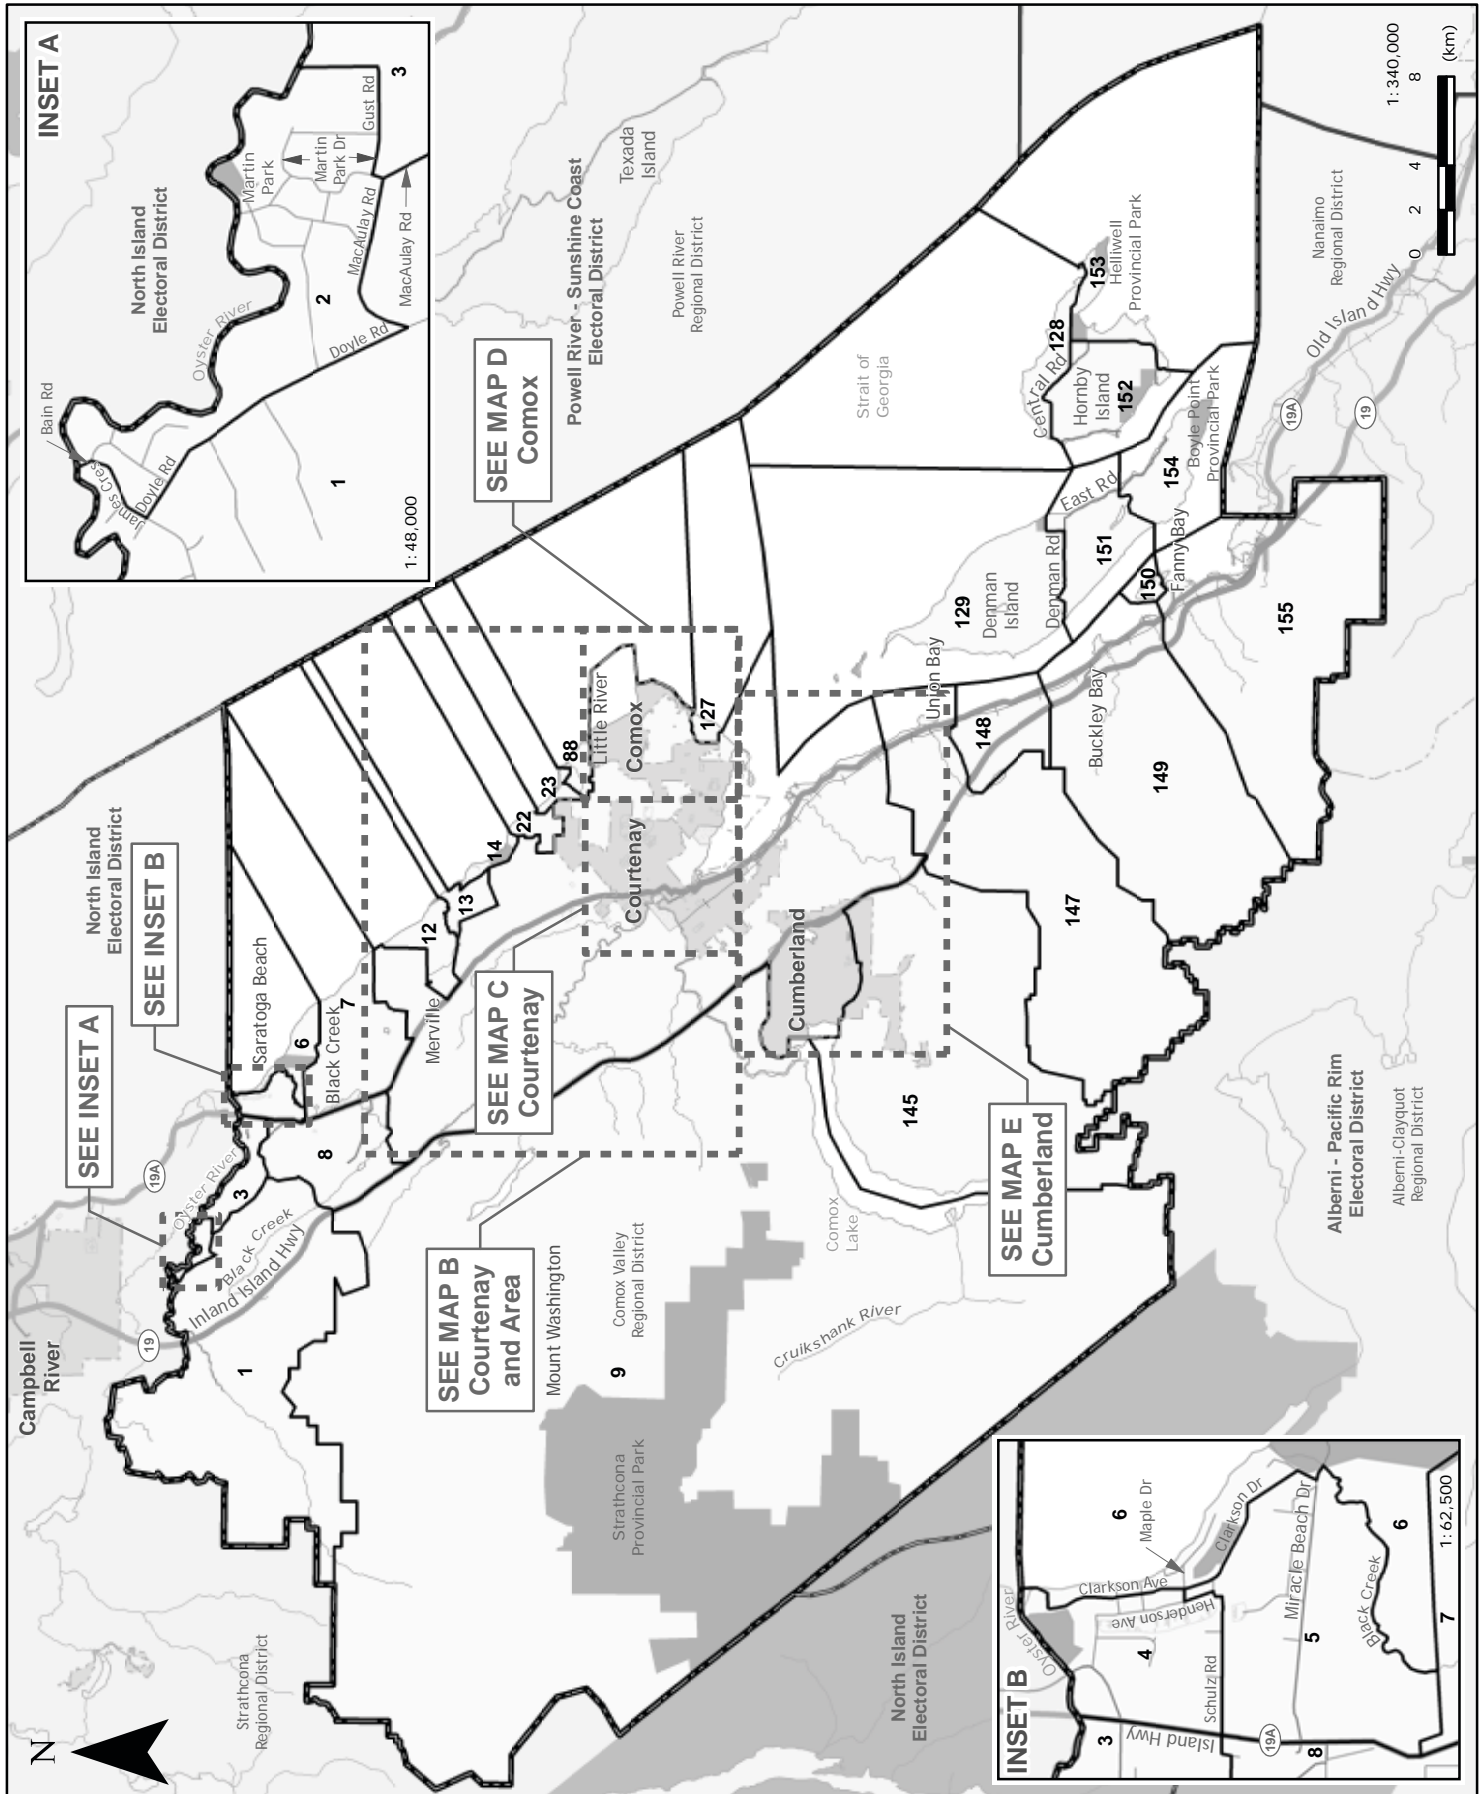 INSET A
North Island
Electoral District
Bain Rd
Oyster River
James Cres
Doyle Rd
Doyle Rd
Martin
Park
Martin
Park Dr
Gust Rd
MacAulay Rd
MacAulay Rd
1
2
3
1:48,000
N
Campbell
River
Strathcona
Regional District
19
19A
SEE INSET A
SEE INSET B
North Island
Electoral District
Oyster River
Black Creek
Inland Island Hwy
Saratoga Beach
Black Creek
Merville
1
3
6
7
8
9
12
13
14
22
23
88
Little River
SEE MAP B
Courtenay
and Area
SEE MAP C
Courtenay
SEE MAP D
Comox
SEE MAP E
Cumberland
Mount Washington
Comox Valley
Regional District
Strathcona
Provincial Park
Courtenay
Comox
Cumberland
127
Powell River - Sunshine Coast
Electoral District
Texada
Island
Powell River
Regional District
Strait of
Georgia
Comox
Lake
Cruikshank River
145
147
148
149
Union Bay
Buckley Bay
129
Denman
Island
Denman Rd
East Rd
151
150
Fanny Bay
155
154
Boyle Point
Provincial Park
Central Rd
128
Hornby
Island
152
153
Helliwell
Provincial Park
Old Island Hwy
19A
19
Nanaimo
Regional District
1:340,000
0
2
4
8
(km)
Alberni - Pacific Rim
Electoral District
Alberni-Clayquot
Regional District
North Island
Electoral District
INSET B
Oyster River
Clarkson Ave
Maple Dr
Clarkson Dr
Henderson Ave
Schulz Rd
Miracle Beach Dr
Black Creek
Island Hwy
19A
3
4
5
6
6
7
8
1:62,500